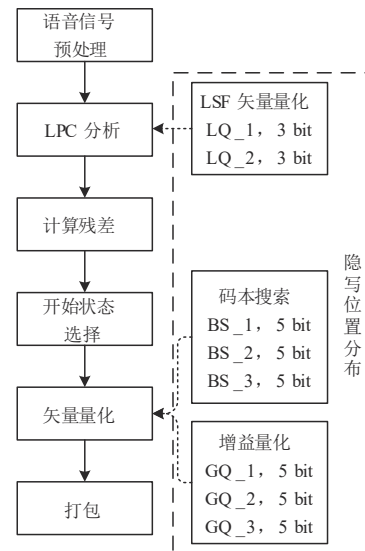 语音信号
预处理
LPC 分析
计算残差
开始状态
选择
矢量量化
打包
LSF 矢量量化
LQ_1， 3 bit
LQ_2， 3 bit
码本搜索
BS_1， 5 bit
BS_2， 5 bit
BS_3， 5 bit
增益量化
GQ_1， 5 bit
GQ_2， 5 bit
GQ_3， 5 bit
隐写位置分布